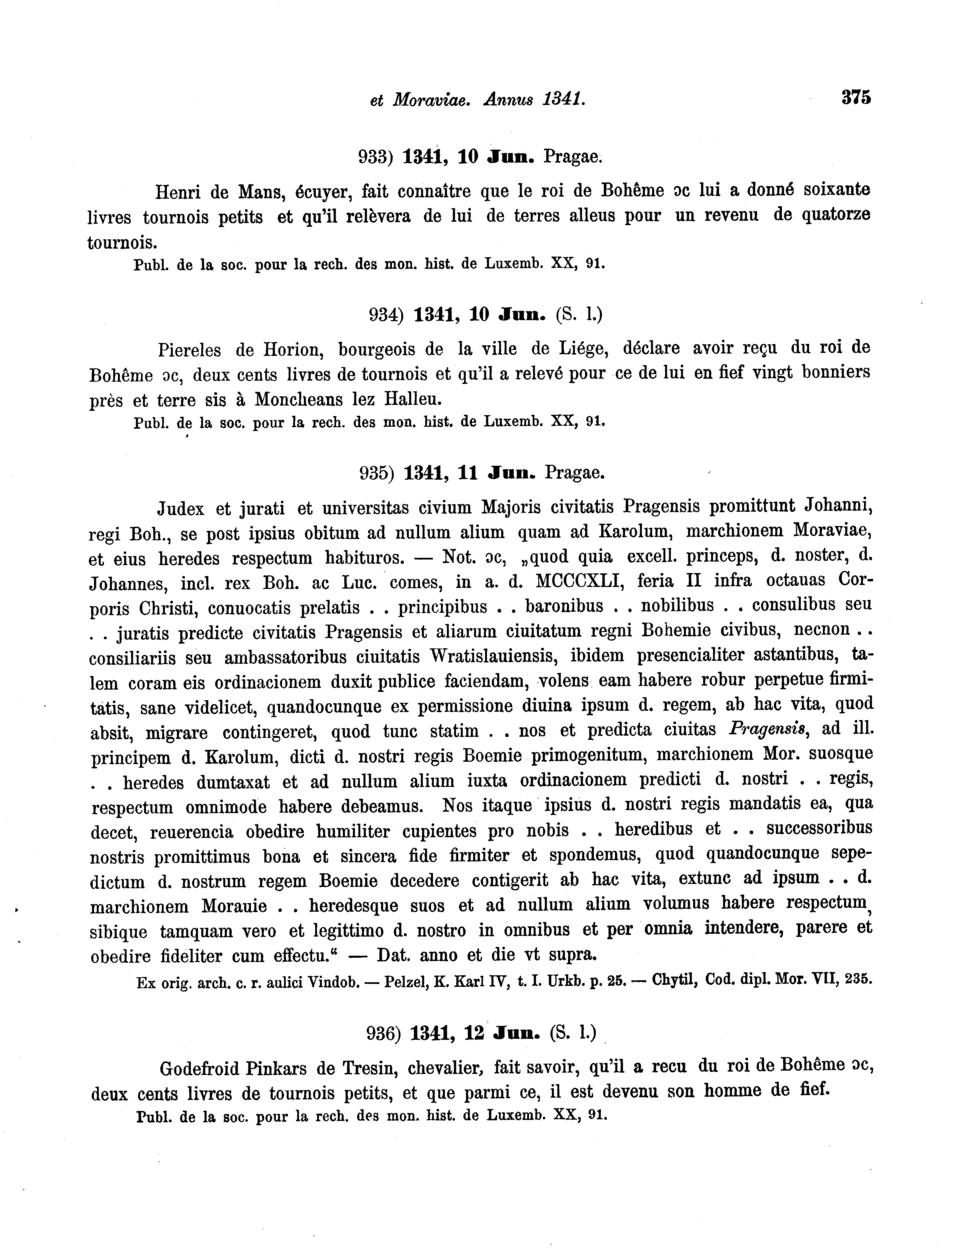 et Moraviae. Annus 1341. 375
933) 1341, 10 Jun. Pragae.
Henri de Mans, écuyer, fait connaître que le roi de Bohême ɔc lui a donné soixante
livres tournois petits et qu'il relèvera de lui de terres alleus pour un revenu de quatorze
tournois.
Publ. de la soc. pour la rech. des mon. hist. de Luxemb. XX, 91.
934) 1341, 10 Jun. (S. l.)
Piereles de Horion, bourgeois de la ville de Liége, déclare avoir reçu du roi de
Bohême ɔc, deux cents livres de tournois et qu'il a relevé pour ce de lui en fief vingt bonniers
près et terre sis à Moncheans lez Halleu.
Publ. de la soc. pour la rech. des mon. hist. de Luxemb. XX, 91.
935) 1341, 11 Jun. Pragae.
Judex et jurati et universitas civium Majoris civitatis Pragensis promittunt Johanni,
regi Boh., se post ipsius obitum ad nullum alium quam ad Karolum, marchionem Moraviae,
et eius heredes respectum habituros. — Not. ɔc, „quod quia excell. princeps, d. noster, d.
Johannes, incl. rex Boh. ac Luc. comes, in a. d. MCCCXLI, feria II infra octauas Cor-
poris Christi, conuocatis prelatis . . principibus . . baronibus . . nobilibus . . consulibus seu
. . juratis predicte civitatis Pragensis et aliarum ciuitatum regni Bohemie civibus, necnon . .
consiliariis seu ambassatoribus ciuitatis Wratislauiensis, ibidem presencialiter astantibus, ta-
lem coram eis ordinacionem duxit publice faciendam, volens eam habere robur perpetue firmi-
tatis, sane videlicet, quandocunque ex permissione diuina ipsum d. regem, ab hac vita, quod
absit, migrare contingeret, quod tunc statim . . nos et predicta ciuitas Pragensis, ad ill.
principem d. Karolum, dicti d. nostri regis Boemie primogenitum, marchionem Mor. suosque
. . heredes dumtaxat et ad nullum alium iuxta ordinacionem predicti d. nostri . . regis,
respectum omnimode habere debeamus. Nos itaque ipsius d. nostri regis mandatis ea, qua
decet, reuerencia obedire humiliter cupientes pro nobis . . heredibus et . . successoribus
nostris promittimus bona et sincera fide firmiter et spondemus, quod quandocunque sepe-
dictum d. nostrum regem Boemie decedere contigerit ab hac vita, extunc ad ipsum . . d.
marchionem Morauie . . heredesque suos et ad nullum alium volumus habere respectum,
sibique tamquam vero et legittimo d. nostro in omnibus et per omnia intendere, parere et
obedire fideliter cum effectu.“ — Dat. anno et die vt supra.
Ex orig. arch. c. r. aulici Vindob. — Pelzel, K. Karl IV, t. I. Urkb. p. 25. — Chytil, Cod. dipl. Mor. VII, 235.
936) 1341, 12 Jun. (S. l.)
Godefroid Pinkars de Tresin, chevalier, fait savoir, qu'il a recu du roi de Bohême ɔc,
deux cents livres de tournois petits, et que parmi ce, il est devenu son homme de fief.
Publ. de la soc. pour la rech. des mon. hist. de Luxemb. XX, 91.